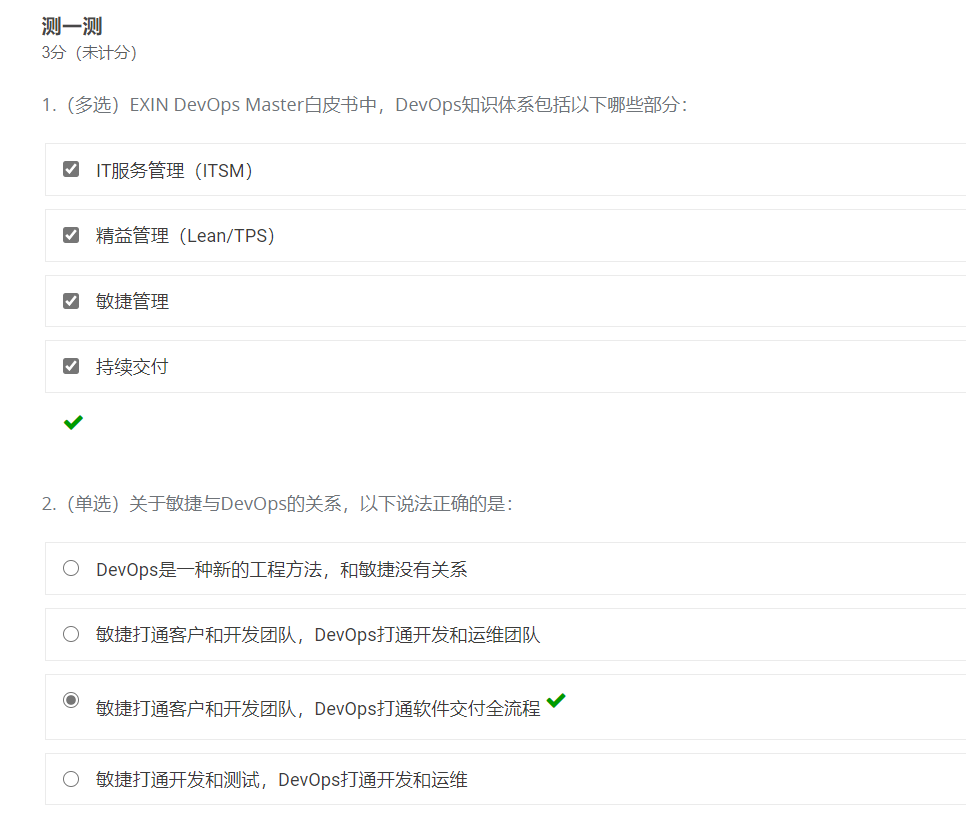 测一测
3分（未计分）
1.（多选）EXIN DevOps Master白皮书中，DevOps知识体系包括以下哪些部分：
IT服务管理（ITSM）
精益管理（Lean/TPS）
敏捷管理
持续交付
2.（单选）关于敏捷与DevOps的关系，以下说法正确的是：
DevOps是一种新的工程方法，和敏捷没有关系
敏捷打通客户和开发团队，DevOps打通开发和运维团队
敏捷打通客户和开发团队，DevOps打通软件交付全流程
敏捷打通开发和测试，DevOps打通开发和运维